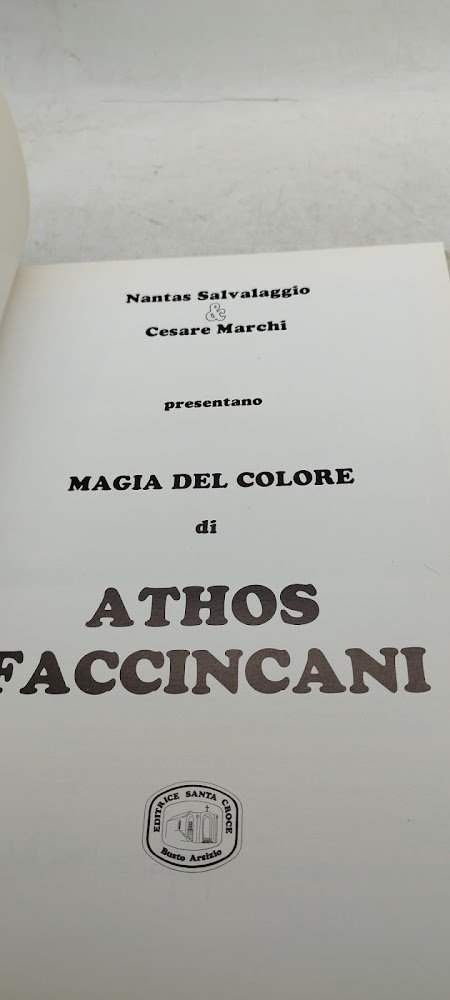 Nantas Salvalaggio
&
Cesare Marchi
presentano
MAGIA DEL COLORE
di
ATHOS
FACCINCANI
EDITRICE SANTA CROCE
Busto Arsizio